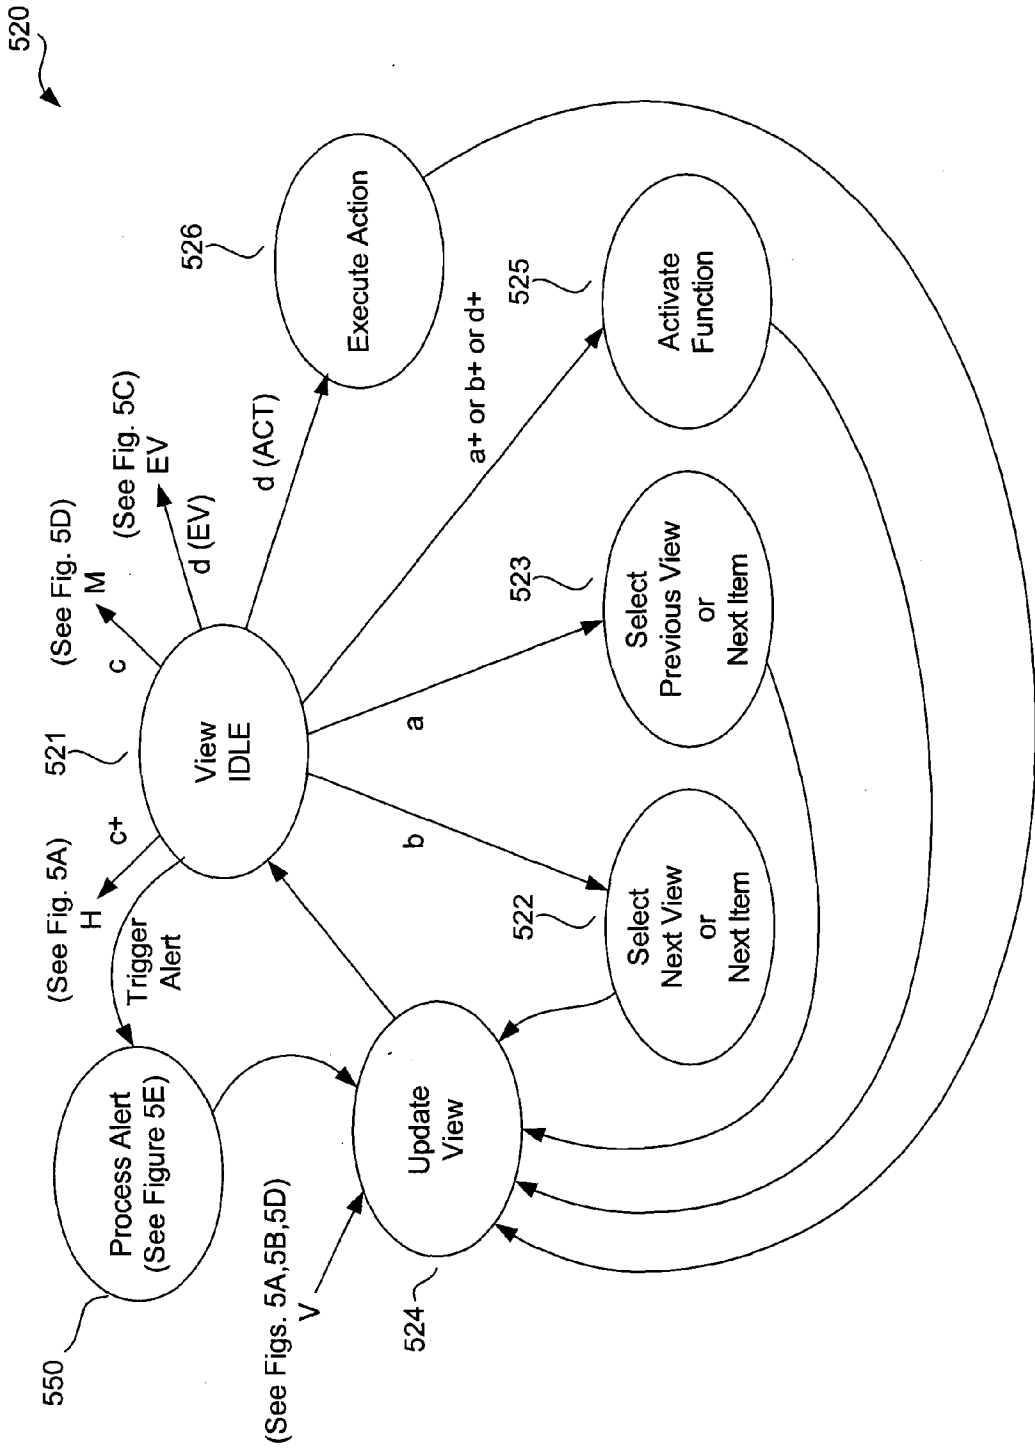 520
550
Process Alert
(See Figure 5E)
Trigger
Alert
(See Fig. 5A)
H
c+
521
View
IDLE
(See Fig. 5D)
M
c
(See Fig. 5C)
EV
d (EV)
d (ACT)
526
Execute Action
(See Figs. 5A,5B,5D)
V
524
Update
View
b
a
a+ or b+ or d+
522
Select
Next View
or
Next Item
523
Select
Previous View
or
Next Item
525
Activate
Function